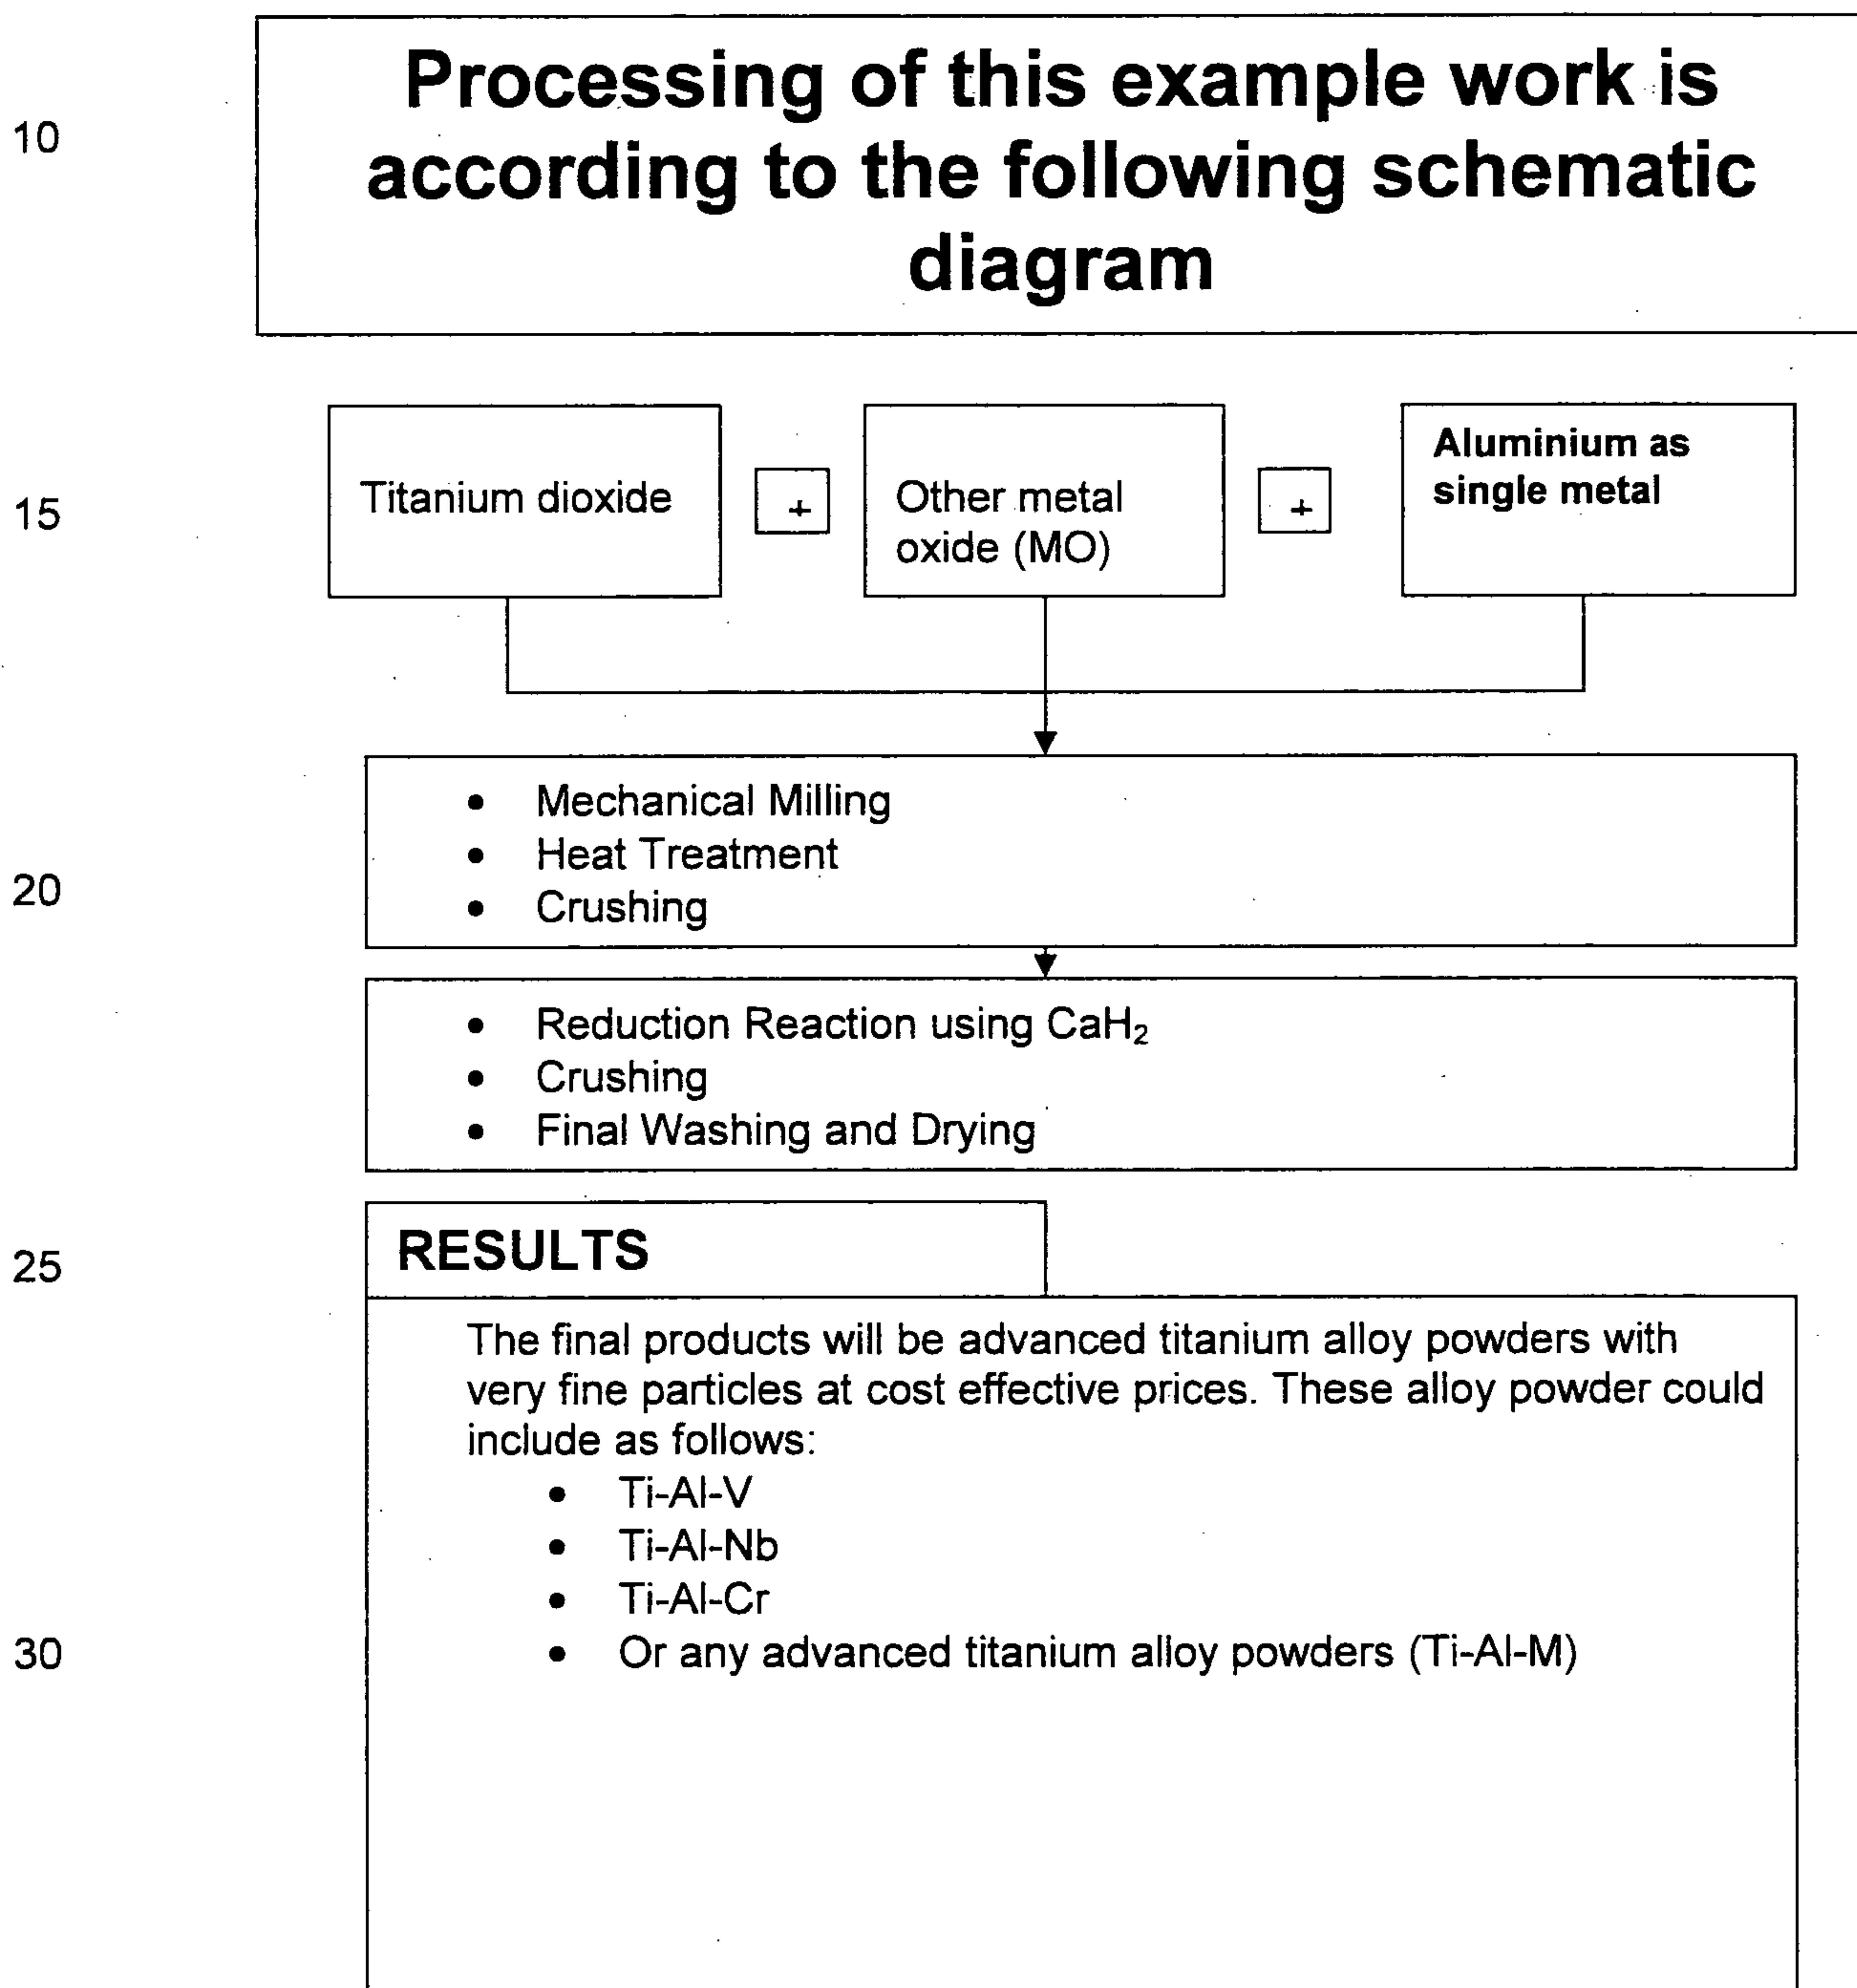 Processing of this example work is
10
according to the following schematic
diagram
Titanium dioxide
+
Other metal
oxide (MO)
+
Aluminium as
single metal
15
• Mechanical Milling
• Heat Treatment
20
• Crushing
• Reduction Reaction using CaH₂
• Crushing
• Final Washing and Drying
25
RESULTS
The final products will be advanced titanium alloy powders with
very fine particles at cost effective prices. These alloy powder could
include as follows:
• Ti-Al-V
• Ti-Al-Nb
• Ti-Al-Cr
30
• Or any advanced titanium alloy powders (Ti-Al-M)